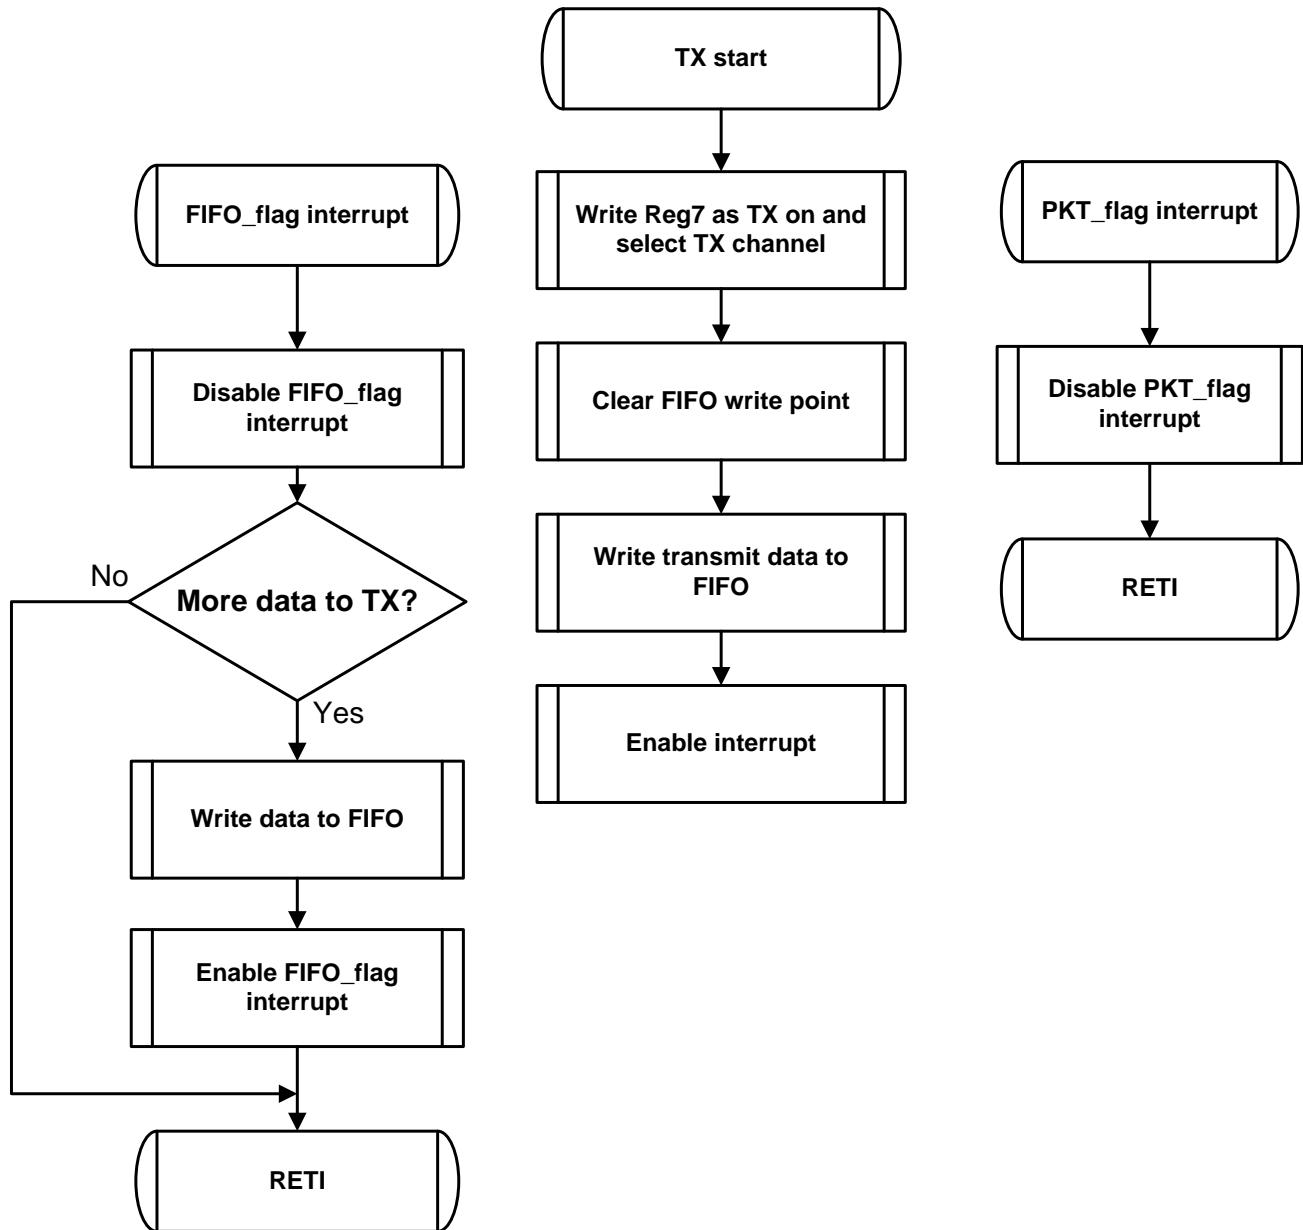 FIFO_flag interrupt
Disable FIFO_flag
interrupt
More data to TX?
No
Yes
Write data to FIFO
Enable FIFO_flag
interrupt
RETI
TX start
Write Reg7 as TX on and
select TX channel
Clear FIFO write point
Write transmit data to
FIFO
Enable interrupt
PKT_flag interrupt
Disable PKT_flag
interrupt
RETI